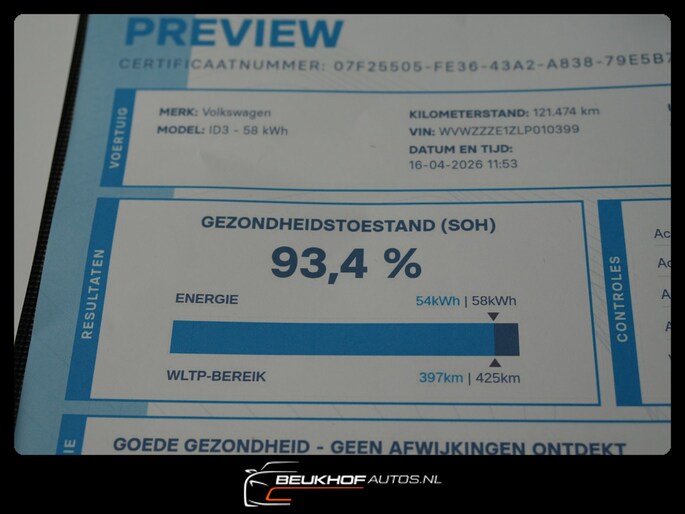 PREVIEW
CERTIFICAATNUMMER: 07F25505-FE36-43A2-A838-79E5B7
VOERTUIG
MERK: Volkswagen
MODEL: ID3 - 58 kWh
KILOMETERSTAND: 121.474 km
VIN: WVWZZZE1ZLP010399
DATUM EN TIJD:
16-04-2026 11:53
RESULTATEN
GEZONDHEIDSTOESTAND (SOH)
93,4 %
ENERGIE 54kWh | 58kWh
WLTP-BEREIK 397km | 425km
CONTROLES
GOEDE GEZONDHEID - GEEN AFWIJKINGEN ONTDEKT
BEUKHOFAUTOS.NL